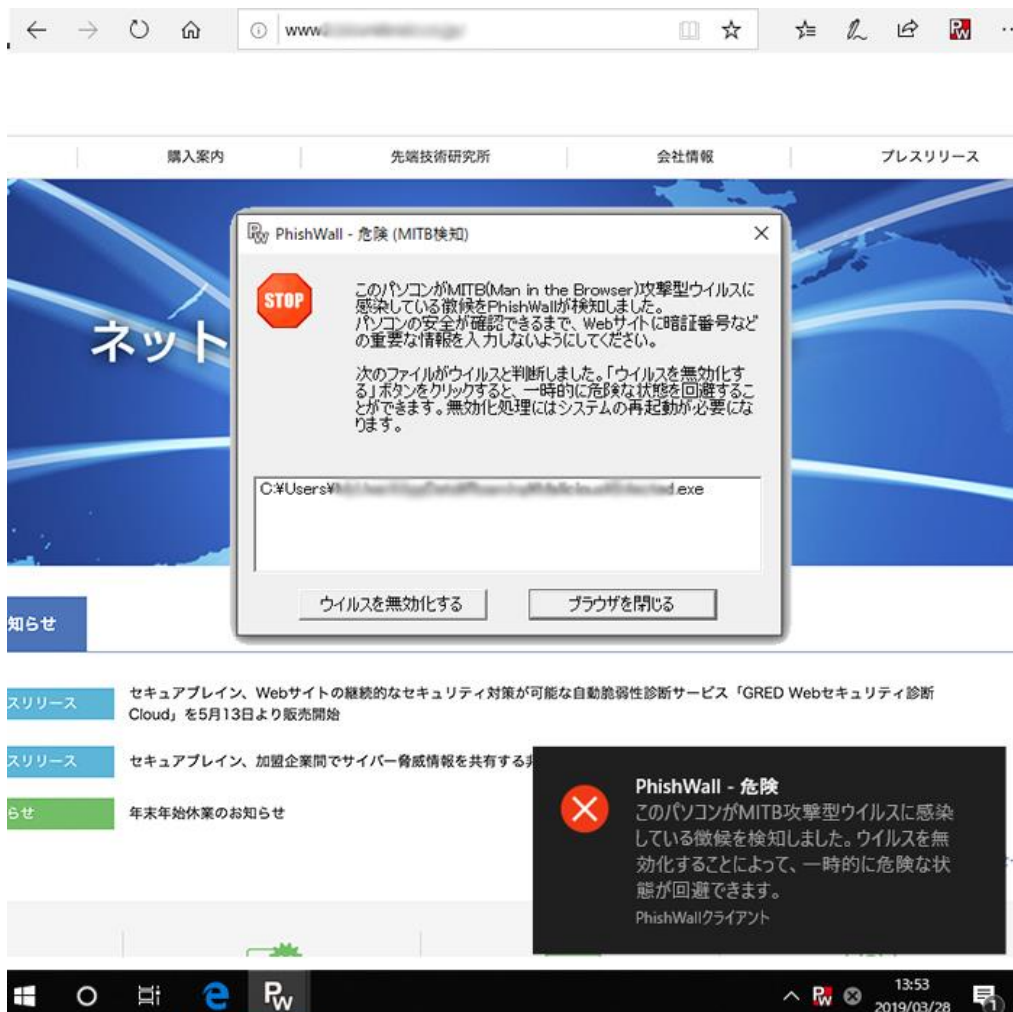 www
購入案内
先端技術研究所
会社情報
プレスリリース
PW
ネット
PhishWall - 危険 (MITB検知)
STOP
このパソコンがMITB(Man in the Browser)攻撃型ウイルスに
感染している徴候をPhishWallが検知しました。
パソコンの安全が確認できるまで、Webサイトに暗証番号など
の重要な情報を入力しないようにしてください。
次のファイルがウイルスと判断しました。「ウイルスを無効化す
る」ボタンをクリックすると、一時的に危険な状態を回避するこ
とができます。無効化処理にはシステムの再起動が必要にな
ります。
C:¥Users¥
.exe
ウイルスを無効化する
ブラウザを閉じる
知らせ
スリリース
セキュアブレイン、Webサイトの継続的なセキュリティ対策が可能な自動脆弱性診断サービス「GRED Webセキュリティ診断
Cloud」を5月13日より販売開始
スリリース
セキュアブレイン、加盟企業間でサイバー脅威情報を共有する
らせ
年末年始休業のお知らせ
PhishWall - 危険
このパソコンがMITB攻撃型ウイルスに感染
している徴候を検知しました。ウイルスを無
効化することによって、一時的に危険な状
態が回避できます。
PhishWallクライアント
PW
PW
13:53
2019/03/28
1